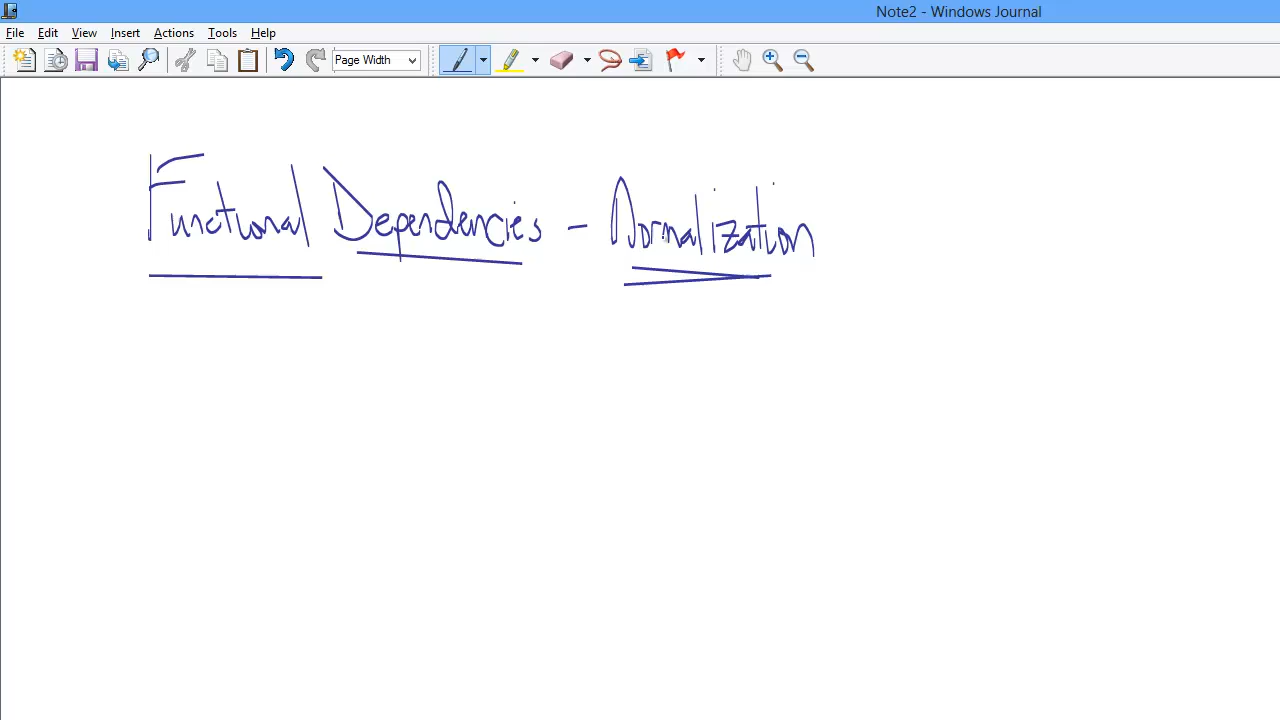 Note2 - Windows Journal
File Edit View Insert Actions Tools Help
Page Width
Functional Dependencies - Normalization